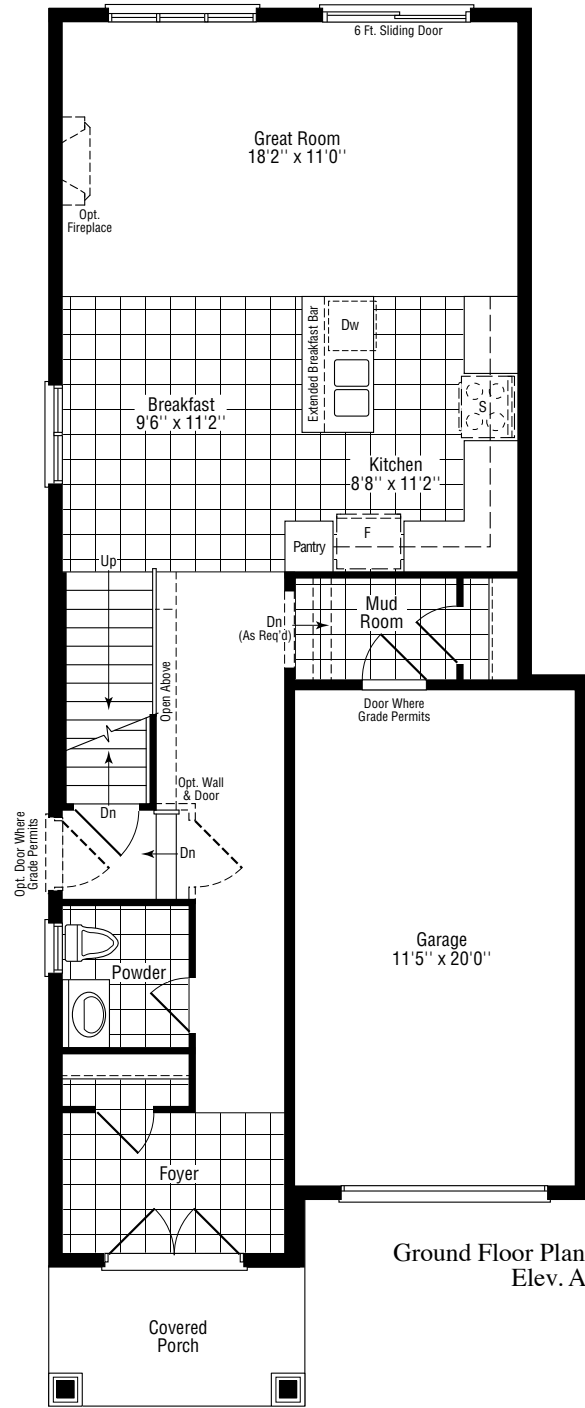 6 Ft. Sliding Door
Great Room
18'2'' x 11'0''
Opt.
Fireplace
Extended Breakfast Bar
Dw
Breakfast
9'6'' x 11'2''
S
Kitchen
8'8'' x 11'2''
Pantry
F
Up
Mud
Room
Dn
(As Req'd)
Open Above
Door Where
Grade Permits
Opt. Wall
& Door
Dn
Dn
Opt. Door Where
Grade Permits
Garage
11'5'' x 20'0''
Powder
Foyer
Ground Floor Plan
Elev. A
Covered
Porch